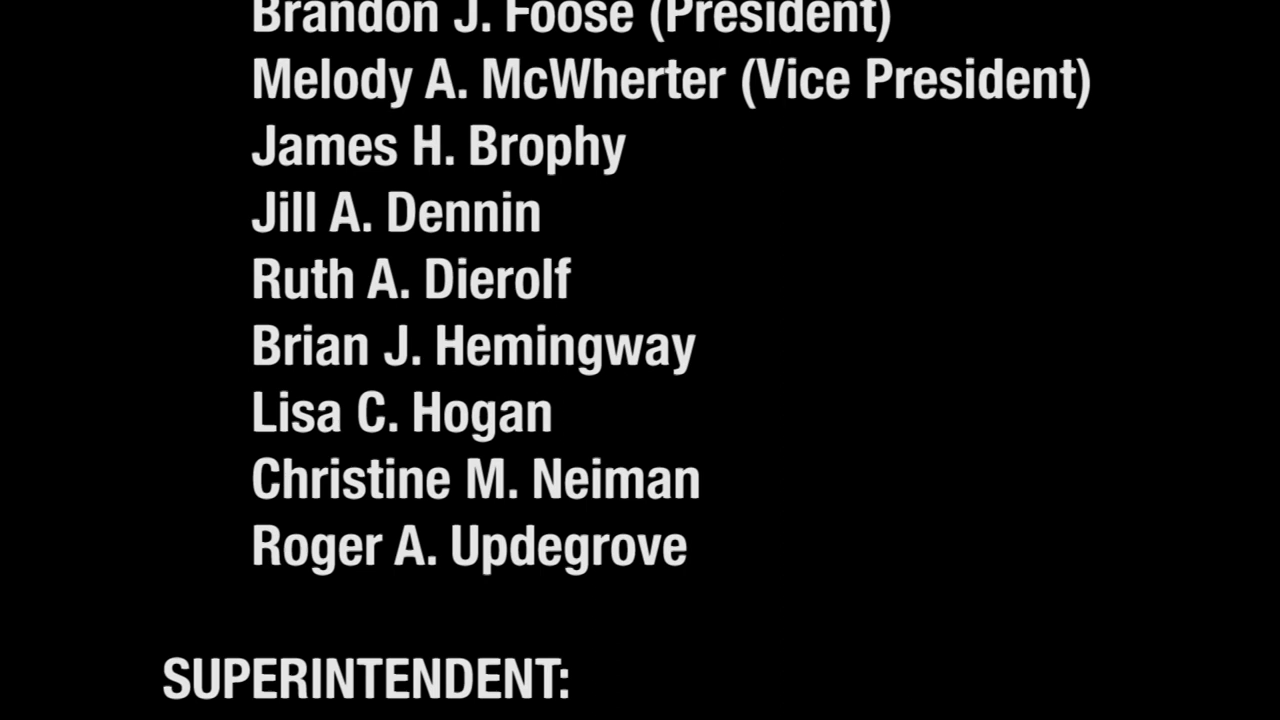 Brandon J. Foose (President)
Melody A. McWherter (Vice President)
James H. Brophy
Jill A. Dennin
Ruth A. Dierolf
Brian J. Hemingway
Lisa C. Hogan
Christine M. Neiman
Roger A. Updegrove
SUPERINTENDENT: